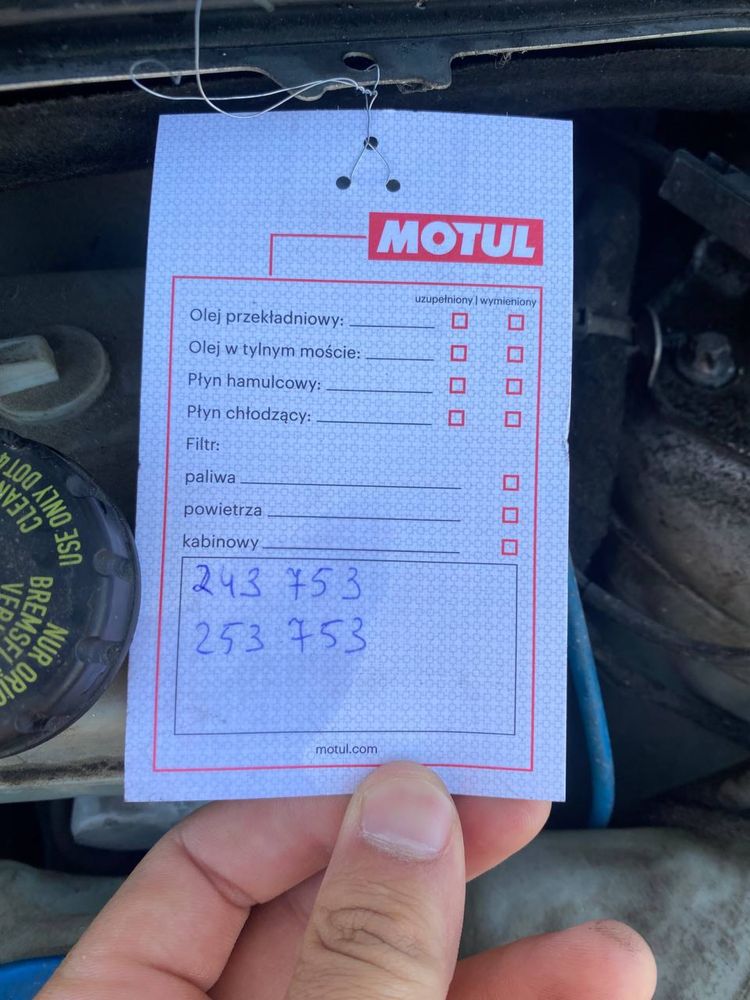 MOTUL
uzupełniony | wymieniony
Olej przekładniowy:
Olej w tylnym moście:
Płyn hamulcowy:
Płyn chłodzący:
Filtr:
paliwa
powietrza
kabinowy
243 753
253 753
motul.com
USE ONLY DOT4
CLEAN
NUR ORIG
BREMSF